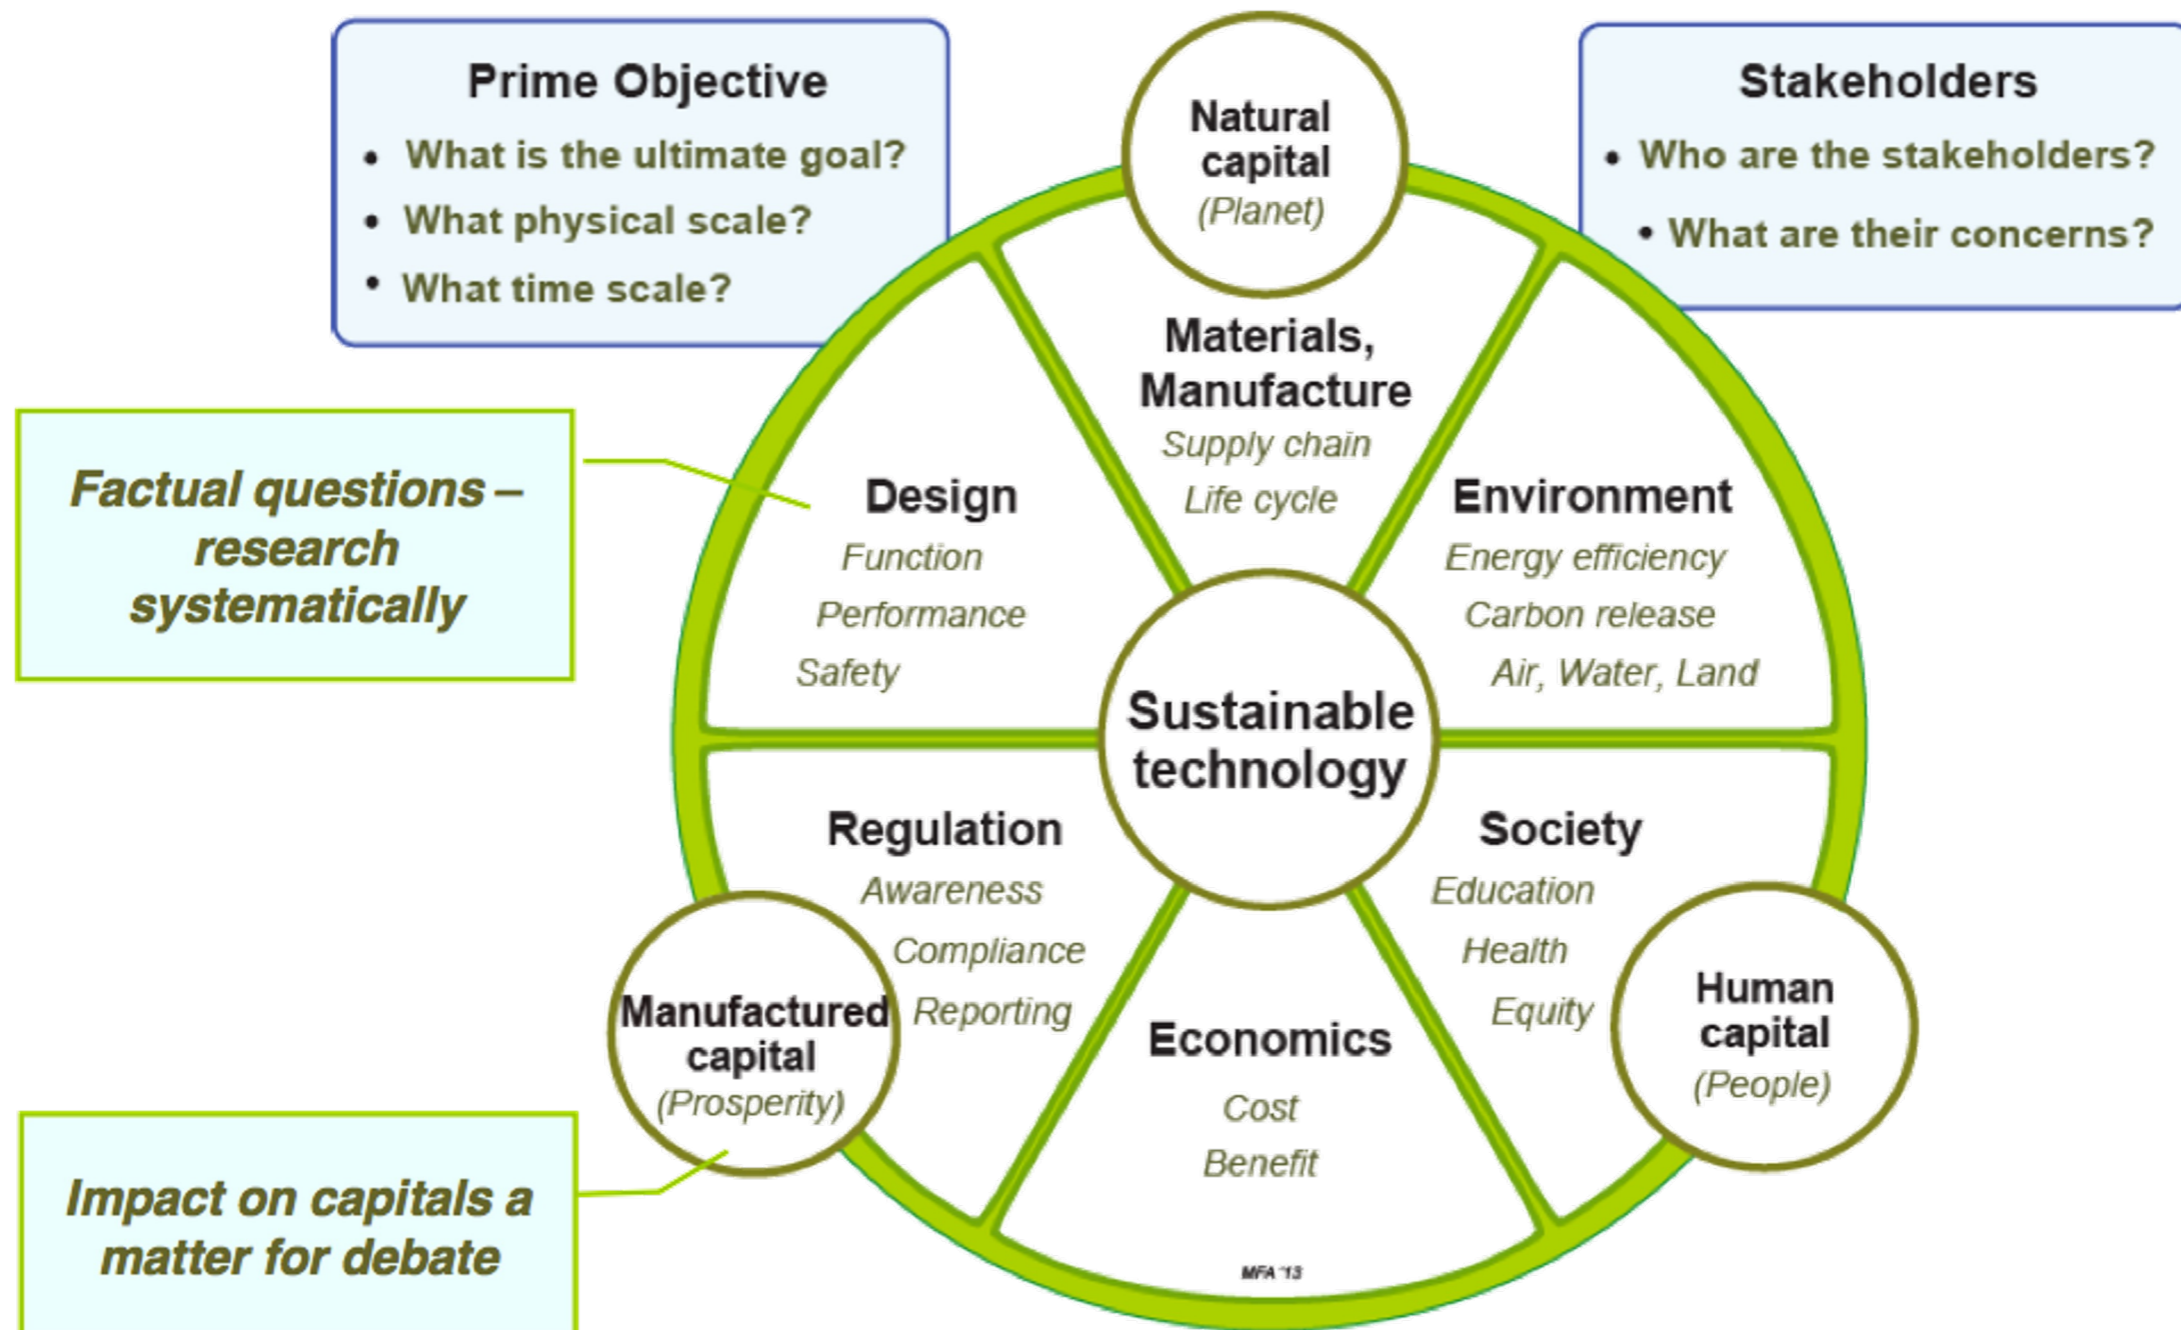 Prime Objective
• What is the ultimate goal?
• What physical scale?
• What time scale?
Stakeholders
• Who are the stakeholders?
• What are their concerns?
Natural
capital
(Planet)
Materials,
Manufacture
Supply chain
Life cycle
Factual questions –
research
systematically
Design
Function
Performance
Safety
Environment
Energy efficiency
Carbon release
Air, Water, Land
Sustainable
technology
Regulation
Awareness
Compliance
Reporting
Society
Education
Health
Equity
Manufactured
capital
(Prosperity)
Economics
Cost
Benefit
Human
capital
(People)
Impact on capitals a
matter for debate
MFA '13